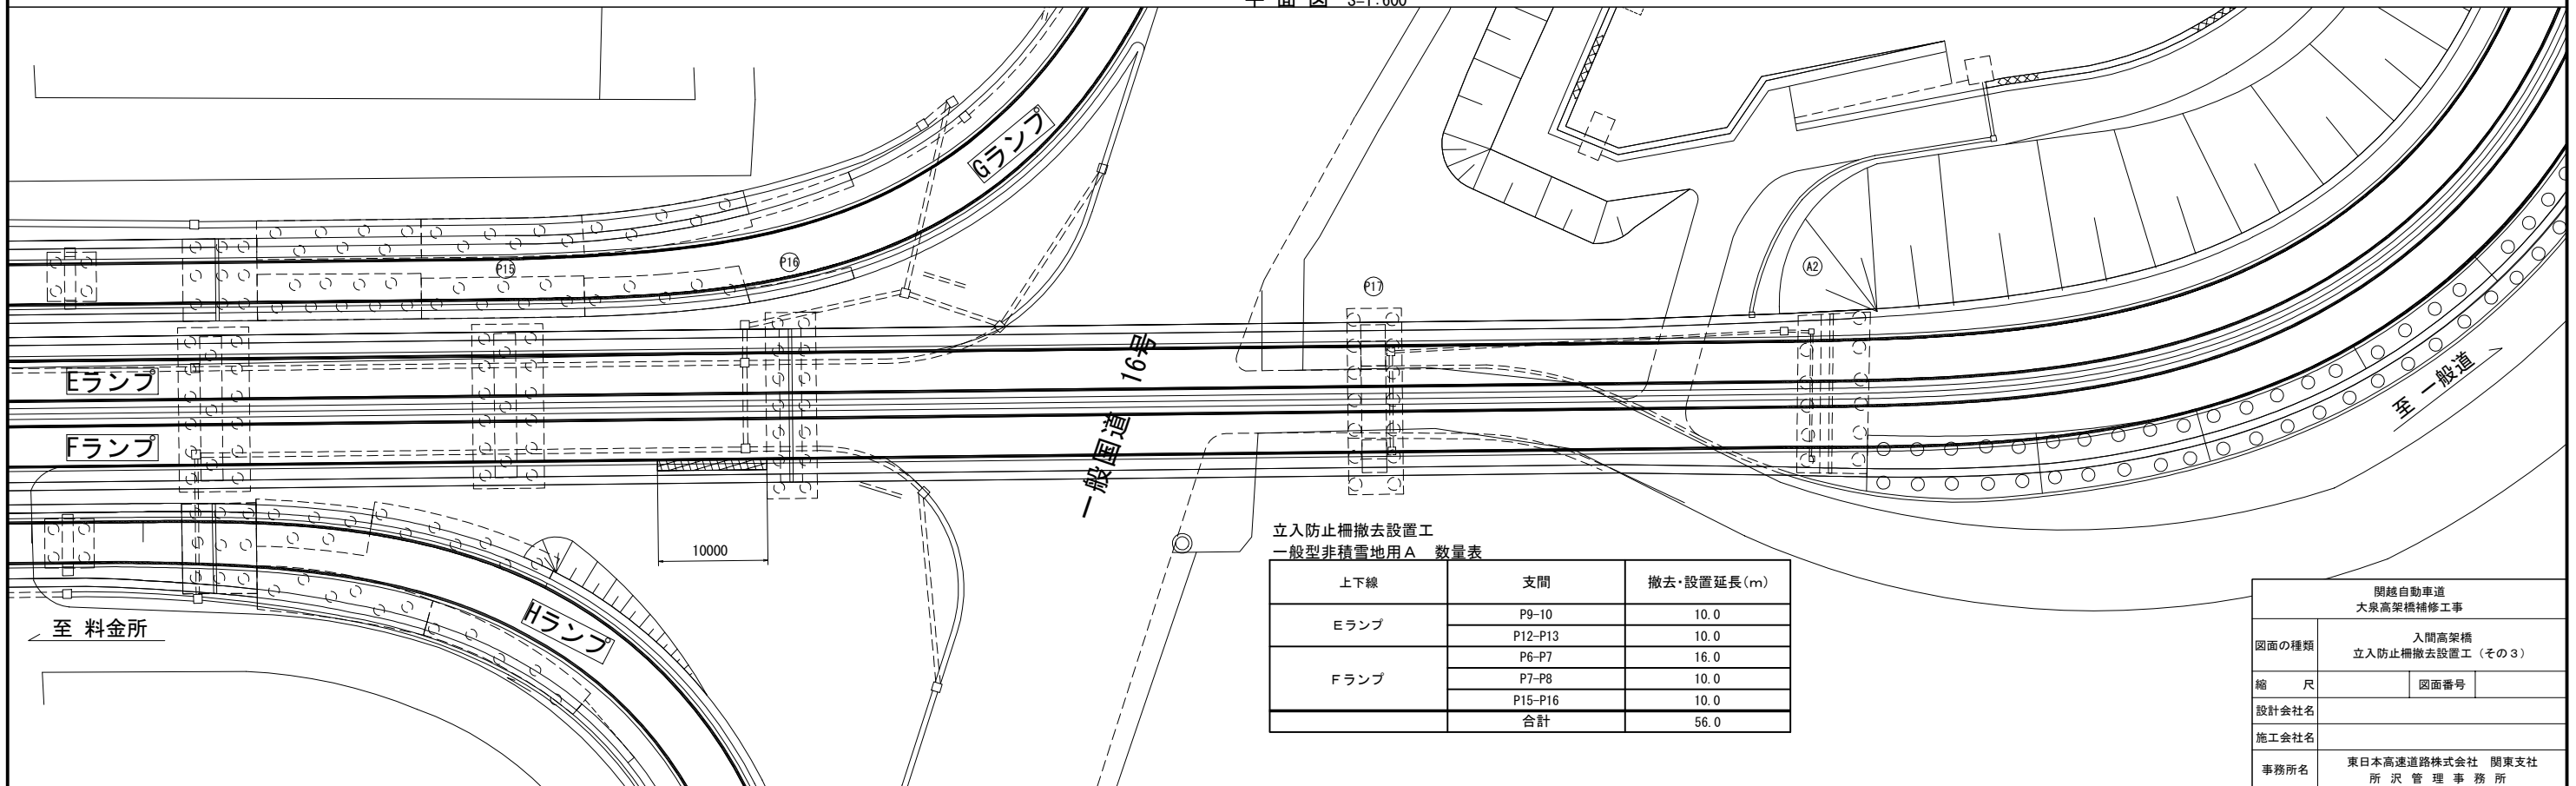 平 面 図 S=1:600
Gランプ
P15
P16
P17
A2
Eランプ
Fランプ
Hランプ
一般国道 16号
至 一般道
至 料金所
10000
立入防止柵撤去設置工
一般型非積雪地用A 数量表
上下線 支間 撤去・設置延長(m)
Eランプ P9-10 10.0
P12-P13 10.0
Fランプ P6-P7 16.0
P7-P8 10.0
P15-P16 10.0
合計 56.0
関越自動車道
大泉高架橋補修工事
図面の種類 入間高架橋
立入防止柵撤去設置工(その3)
縮 尺 図面番号
設計会社名
施工会社名
事務所名 東日本高速道路株式会社 関東支社
所 沢 管 理 事 務 所